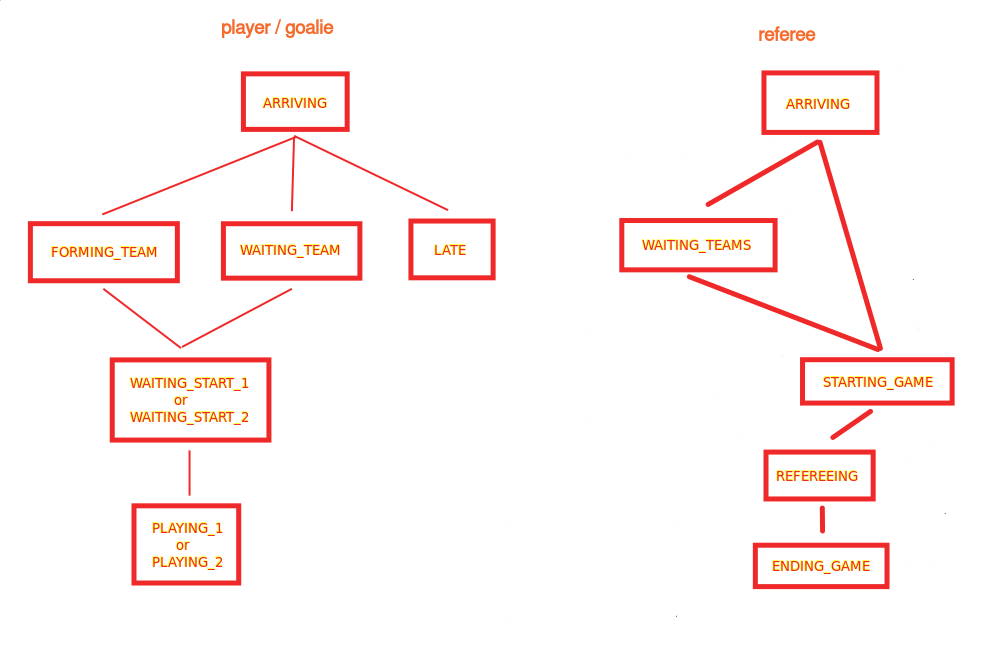 player / goalie
ARRIVING
FORMING_TEAM
WAITING_TEAM
LATE
WAITING_START_1
or
WAITING_START_2
PLAYING_1
or
PLAYING_2
referee
ARRIVING
WAITING_TEAMS
STARTING_GAME
REFEREEING
ENDING_GAME